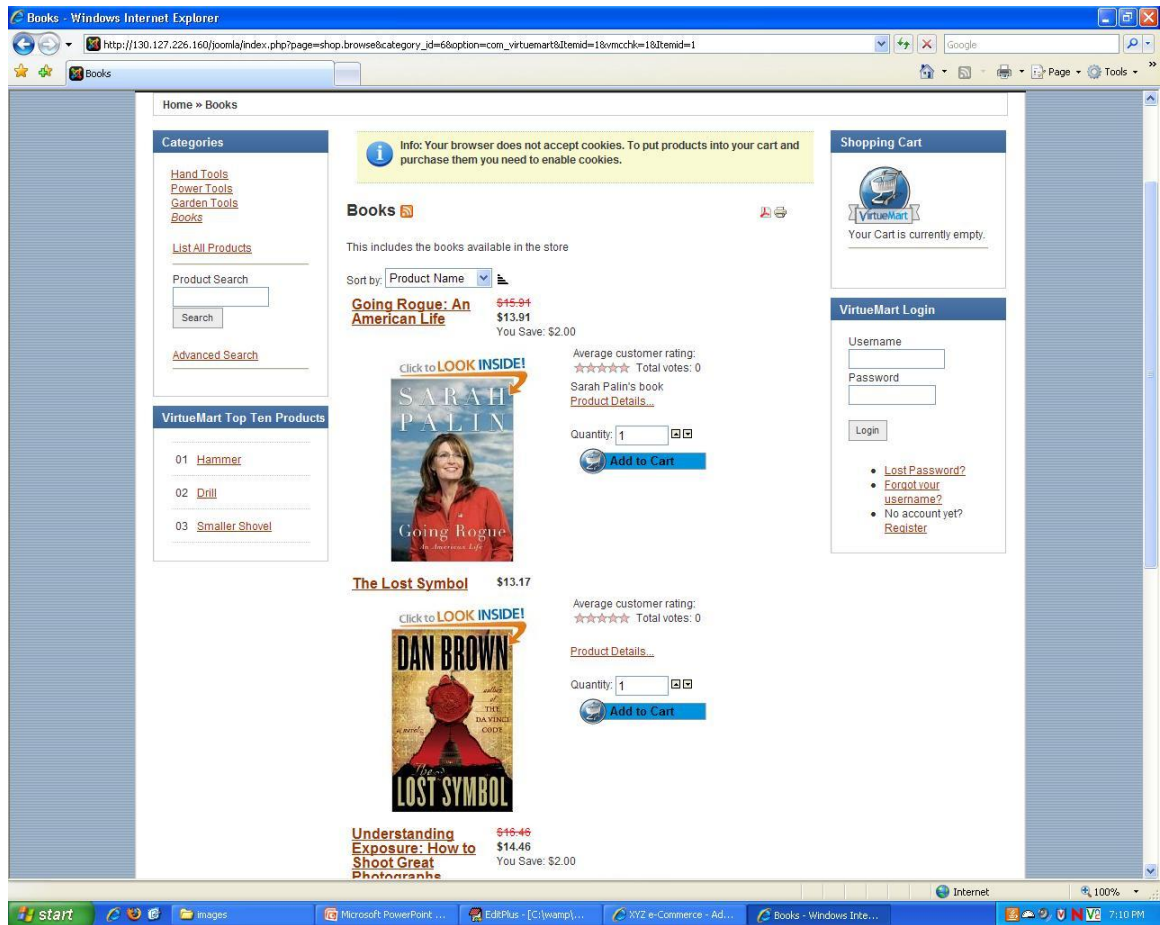 Books - Windows Internet Explorer
http://130.127.226.160/joomla/index.php?page=shop.browse&category_id=6&option=com_virtuemart&Itemid=1&vmcchk=1&Itemid=1
Google
Books
Page
Tools
Home » Books
Categories
Hand Tools
Power Tools
Garden Tools
Books
List All Products
Product Search
Search
Advanced Search
VirtueMart Top Ten Products
01 Hammer
02 Drill
03 Smaller Shovel
Info: Your browser does not accept cookies. To put products into your cart and
purchase them you need to enable cookies.
Books
This includes the books available in the store
Sort by: Product Name
Going Rogue: An
American Life
$15.91
$13.91
You Save: $2.00
Click to LOOK INSIDE!
SARAH
PALIN
Going Rogue
An American Life
Average customer rating:
Total votes: 0
Sarah Palin's book
Product Details...
Quantity: 1
Add to Cart
The Lost Symbol
$13.17
Click to LOOK INSIDE!
DAN BROWN
author
of
THE
DA VINCI
CODE
a novel
The
LOST SYMBOL
Average customer rating:
Total votes: 0
Product Details...
Quantity: 1
Add to Cart
Understanding
Exposure: How to
Shoot Great
Photographs
$16.46
$14.46
You Save: $2.00
Shopping Cart
VirtueMart
Your Cart is currently empty.
VirtueMart Login
Username
Password
Login
Lost Password?
Forgot your
username?
No account yet?
Register
Internet
100%
start
images
Microsoft PowerPoint ...
EditPlus - [C:\wamp\...
XYZ e-Commerce - Ad...
Books - Windows Inte...
7:10 PM